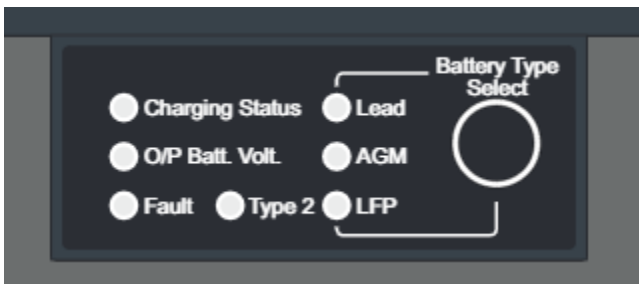 Battery Type
Select
Charging Status
Lead
O/P Batt. Volt.
AGM
Fault
Type 2
LFP